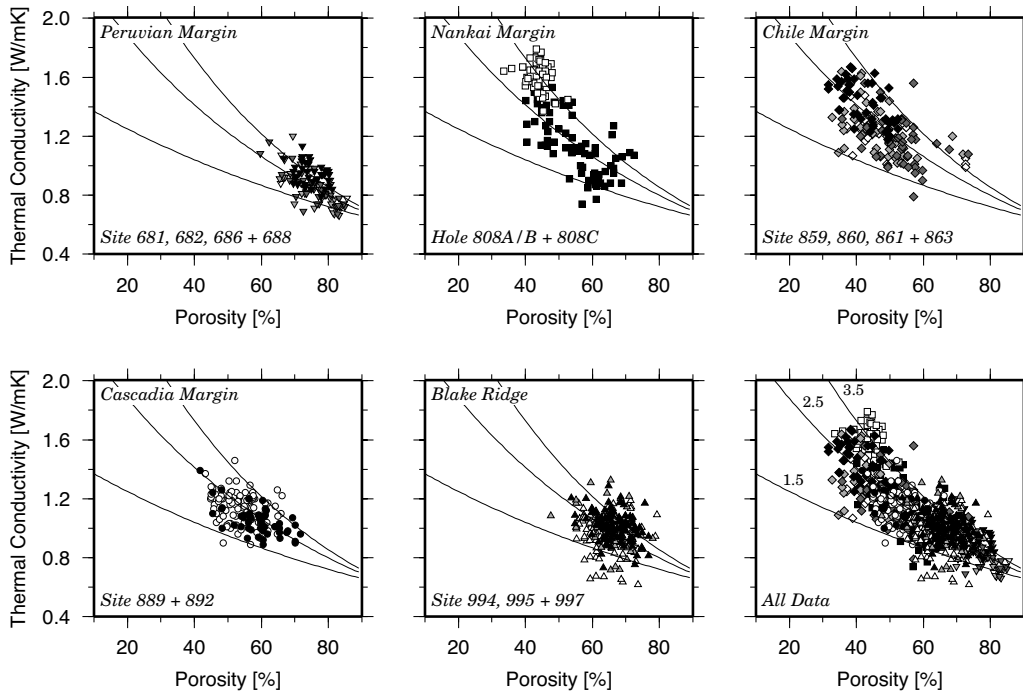 Thermal Conductivity [W/mK]
2.0
1.6
1.2
0.8
0.4
Peruvian Margin
Site 681, 682, 686 + 688
20 40 60 80
Porosity [%]
Nankai Margin
Hole 808A/B + 808C
20 40 60 80
Porosity [%]
Chile Margin
Site 859, 860, 861 + 863
20 40 60 80
Porosity [%]
Thermal Conductivity [W/mK]
2.0
1.6
1.2
0.8
0.4
Cascadia Margin
Site 889 + 892
20 40 60 80
Porosity [%]
Blake Ridge
Site 994, 995 + 997
20 40 60 80
Porosity [%]
3.5
2.5
1.5
All Data
20 40 60 80
Porosity [%]